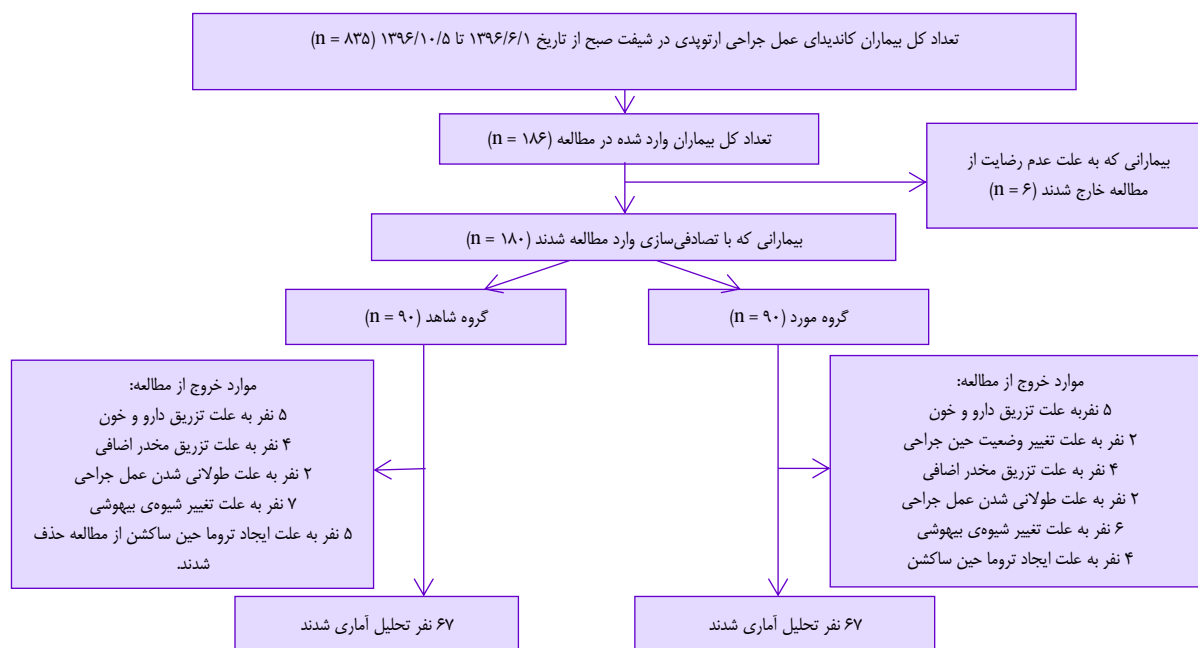 تعداد کل بیماران کاندیدای عمل جراحی ارتوپدی در شیفت صبح از تاریخ ۱۳۹۶/۶/۱ تا ۱۳۹۶/۱۰/۵ (n = ۸۳۵)
تعداد کل بیماران وارد شده در مطالعه (n = ۱۸۶)
بیمارانی که به علت عدم رضایت از
مطالعه خارج شدند (n = ۶)
بیمارانی که با تصادفی‌سازی وارد مطالعه شدند (n = ۱۸۰)
گروه مورد (n = ۹۰)
گروه شاهد (n = ۹۰)
موارد خروج از مطالعه:
۵ نفربه علت تزریق دارو و خون
۲ نفر به علت تغییر وضعیت حین جراحی
۴ نفر به علت تزریق مخدر اضافی
۲ نفر به علت طولانی شدن عمل جراحی
۶ نفر به علت تغییر شیوه‌ی بیهوشی
۴ نفر به علت ایجاد تروما حین ساکشن
موارد خروج از مطالعه:
۵ نفر به علت تزریق دارو و خون
۴ نفر به علت تزریق مخدر اضافی
۲ نفر به علت طولانی شدن عمل جراحی
۷ نفر به علت تغییر شیوه‌ی بیهوشی
۵ نفر به علت ایجاد تروما حین ساکشن از مطالعه حذف
شدند.
۶۷ نفر تحلیل آماری شدند
۶۷ نفر تحلیل آماری شدند